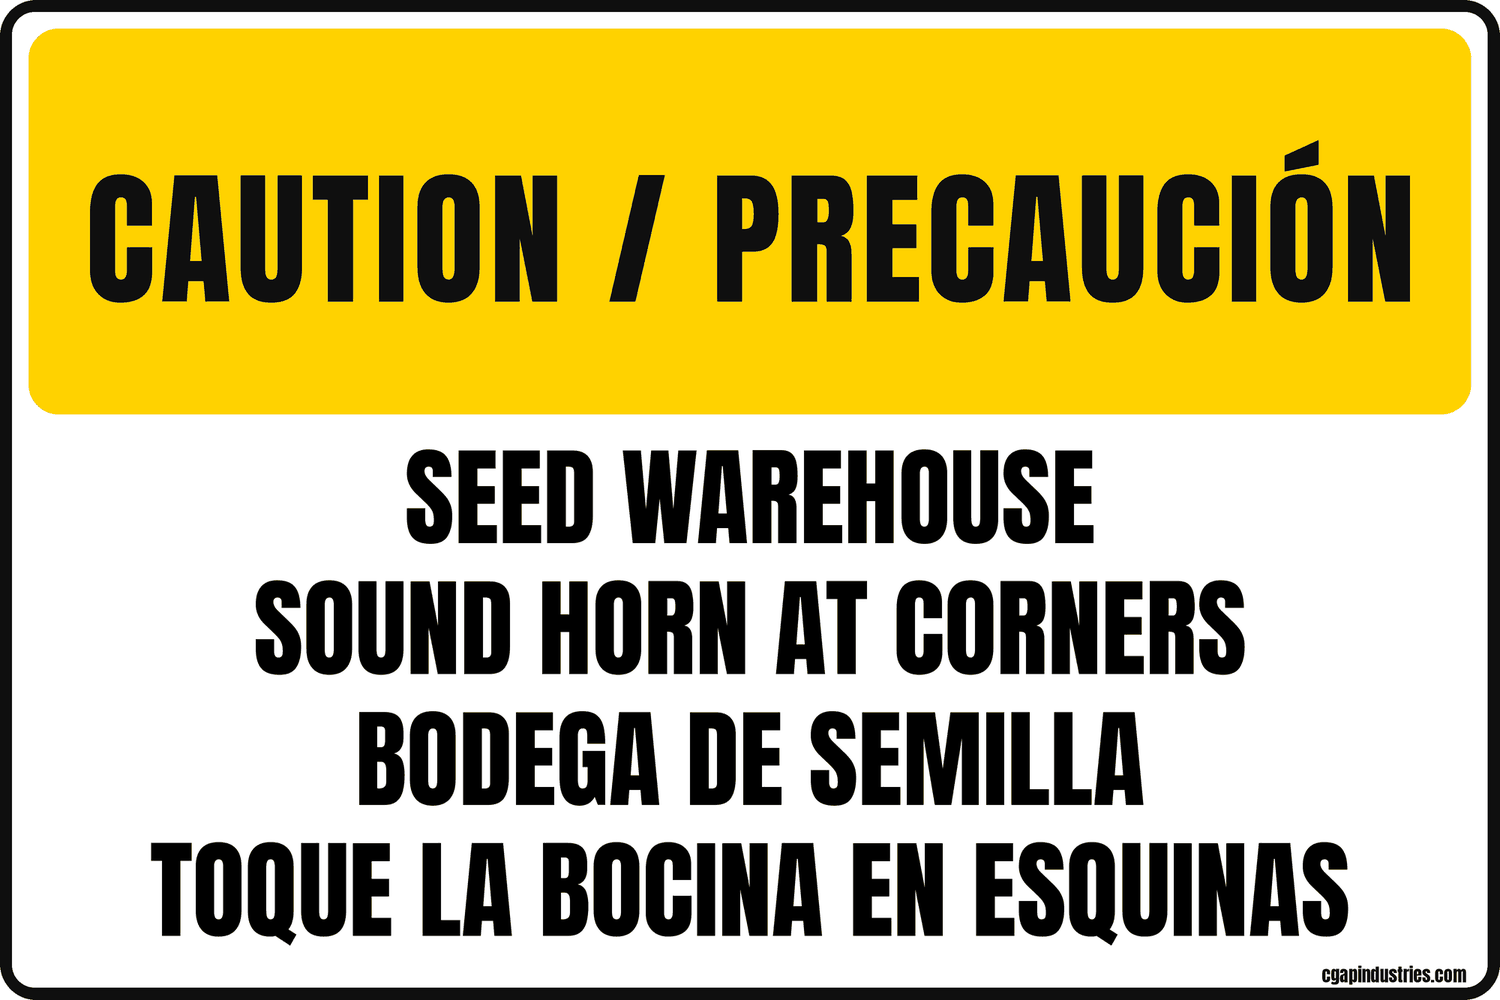 CAUTION / PRECAUCIÓN
SEED WAREHOUSE
SOUND HORN AT CORNERS
BODEGA DE SEMILLA
TOQUE LA BOCINA EN ESQUINAS
cgapindustries.com